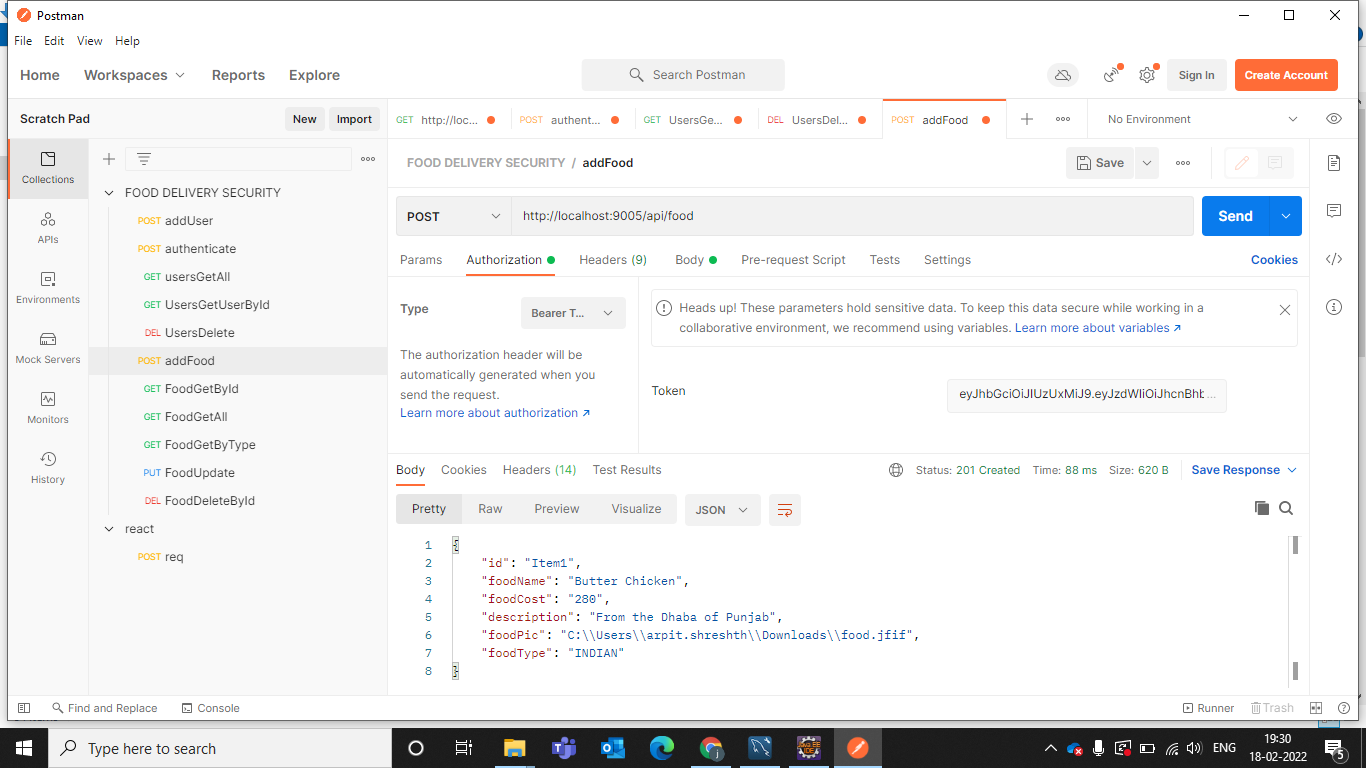 Postman
File Edit View Help
Home Workspaces Reports Explore Search Postman Sign In Create Account
Scratch Pad New Import
GET http://loc... POST authent... GET UsersGe... DEL UsersDel... POST addFood No Environment
Collections
APIs
Environments
Mock Servers
Monitors
History
FOOD DELIVERY SECURITY
POST addUser
POST authenticate
GET usersGetAll
GET UsersGetUserById
DEL UsersDelete
POST addFood
GET FoodGetById
GET FoodGetAll
GET FoodGetByType
PUT FoodUpdate
DEL FoodDeleteById
react
POST req
FOOD DELIVERY SECURITY / addFood Save
POST http://localhost:9005/api/food Send
Params Authorization Headers (9) Body Pre-request Script Tests Settings Cookies
Type Bearer T...
The authorization header will be
automatically generated when you
send the request.
Learn more about authorization
Heads up! These parameters hold sensitive data. To keep this data secure while working in a
collaborative environment, we recommend using variables. Learn more about variables
Token eyJhbGciOiJIUzUxMiJ9.eyJzdWIiOiJhcnBht...
Body Cookies Headers (14) Test Results Status: 201 Created Time: 88 ms Size: 620 B Save Response
Pretty Raw Preview Visualize JSON
1 {
2 "id": "Item1",
3 "foodName": "Butter Chicken",
4 "foodCost": "280",
5 "description": "From the Dhaba of Punjab",
6 "foodPic": "C:\\Users\\arpit.shreshth\\Downloads\\food.jfif",
7 "foodType": "INDIAN"
8 }
Find and Replace Console Runner Trash
Type here to search
ENG 19:30
18-02-2022
5